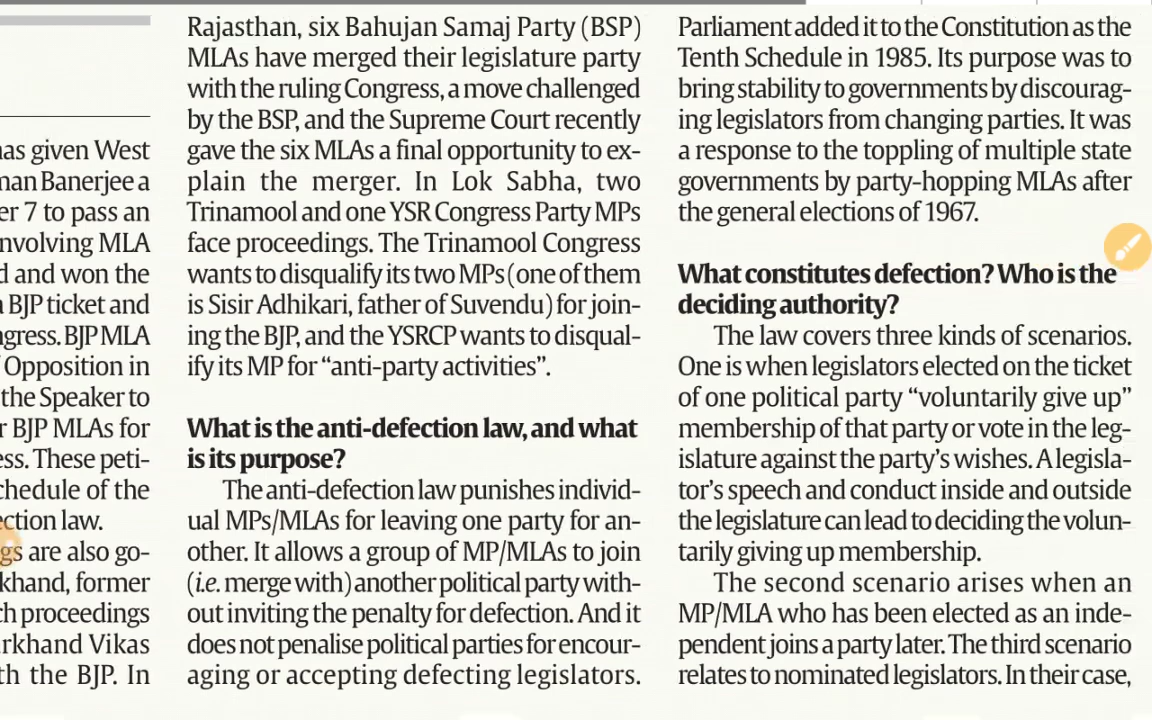 as given West
man Banerjee a
er 7 to pass an
nvolving MLA
d and won the
BJP ticket and
ngress. BJP MLA
Opposition in
the Speaker to
r BJP MLAs for
ess. These peti-
chedule of the
ection law.
gs are also go-
khand, former
ch proceedings
arkhand Vikas
th the BJP. In
Rajasthan, six Bahujan Samaj Party (BSP)
MLAs have merged their legislature party
with the ruling Congress, a move challenged
by the BSP, and the Supreme Court recently
gave the six MLAs a final opportunity to ex-
plain the merger. In Lok Sabha, two
Trinamool and one YSR Congress Party MPs
face proceedings. The Trinamool Congress
wants to disqualify its two MPs (one of them
is Sisir Adhikari, father of Suvendu) for join-
ing the BJP, and the YSRCP wants to disqual-
ify its MP for “anti-party activities”.
What is the anti-defection law, and what
is its purpose?
The anti-defection law punishes individ-
ual MPs/MLAs for leaving one party for an-
other. It allows a group of MP/MLAs to join
(i.e. merge with) another political party with-
out inviting the penalty for defection. And it
does not penalise political parties for encour-
aging or accepting defecting legislators.
Parliament added it to the Constitution as the
Tenth Schedule in 1985. Its purpose was to
bring stability to governments by discourag-
ing legislators from changing parties. It was
a response to the toppling of multiple state
governments by party-hopping MLAs after
the general elections of 1967.
What constitutes defection? Who is the
deciding authority?
The law covers three kinds of scenarios.
One is when legislators elected on the ticket
of one political party “voluntarily give up”
membership of that party or vote in the leg-
islature against the party’s wishes. A legisla-
tor’s speech and conduct inside and outside
the legislature can lead to deciding the volun-
tarily giving up membership.
The second scenario arises when an
MP/MLA who has been elected as an inde-
pendent joins a party later. The third scenario
relates to nominated legislators. In their case,